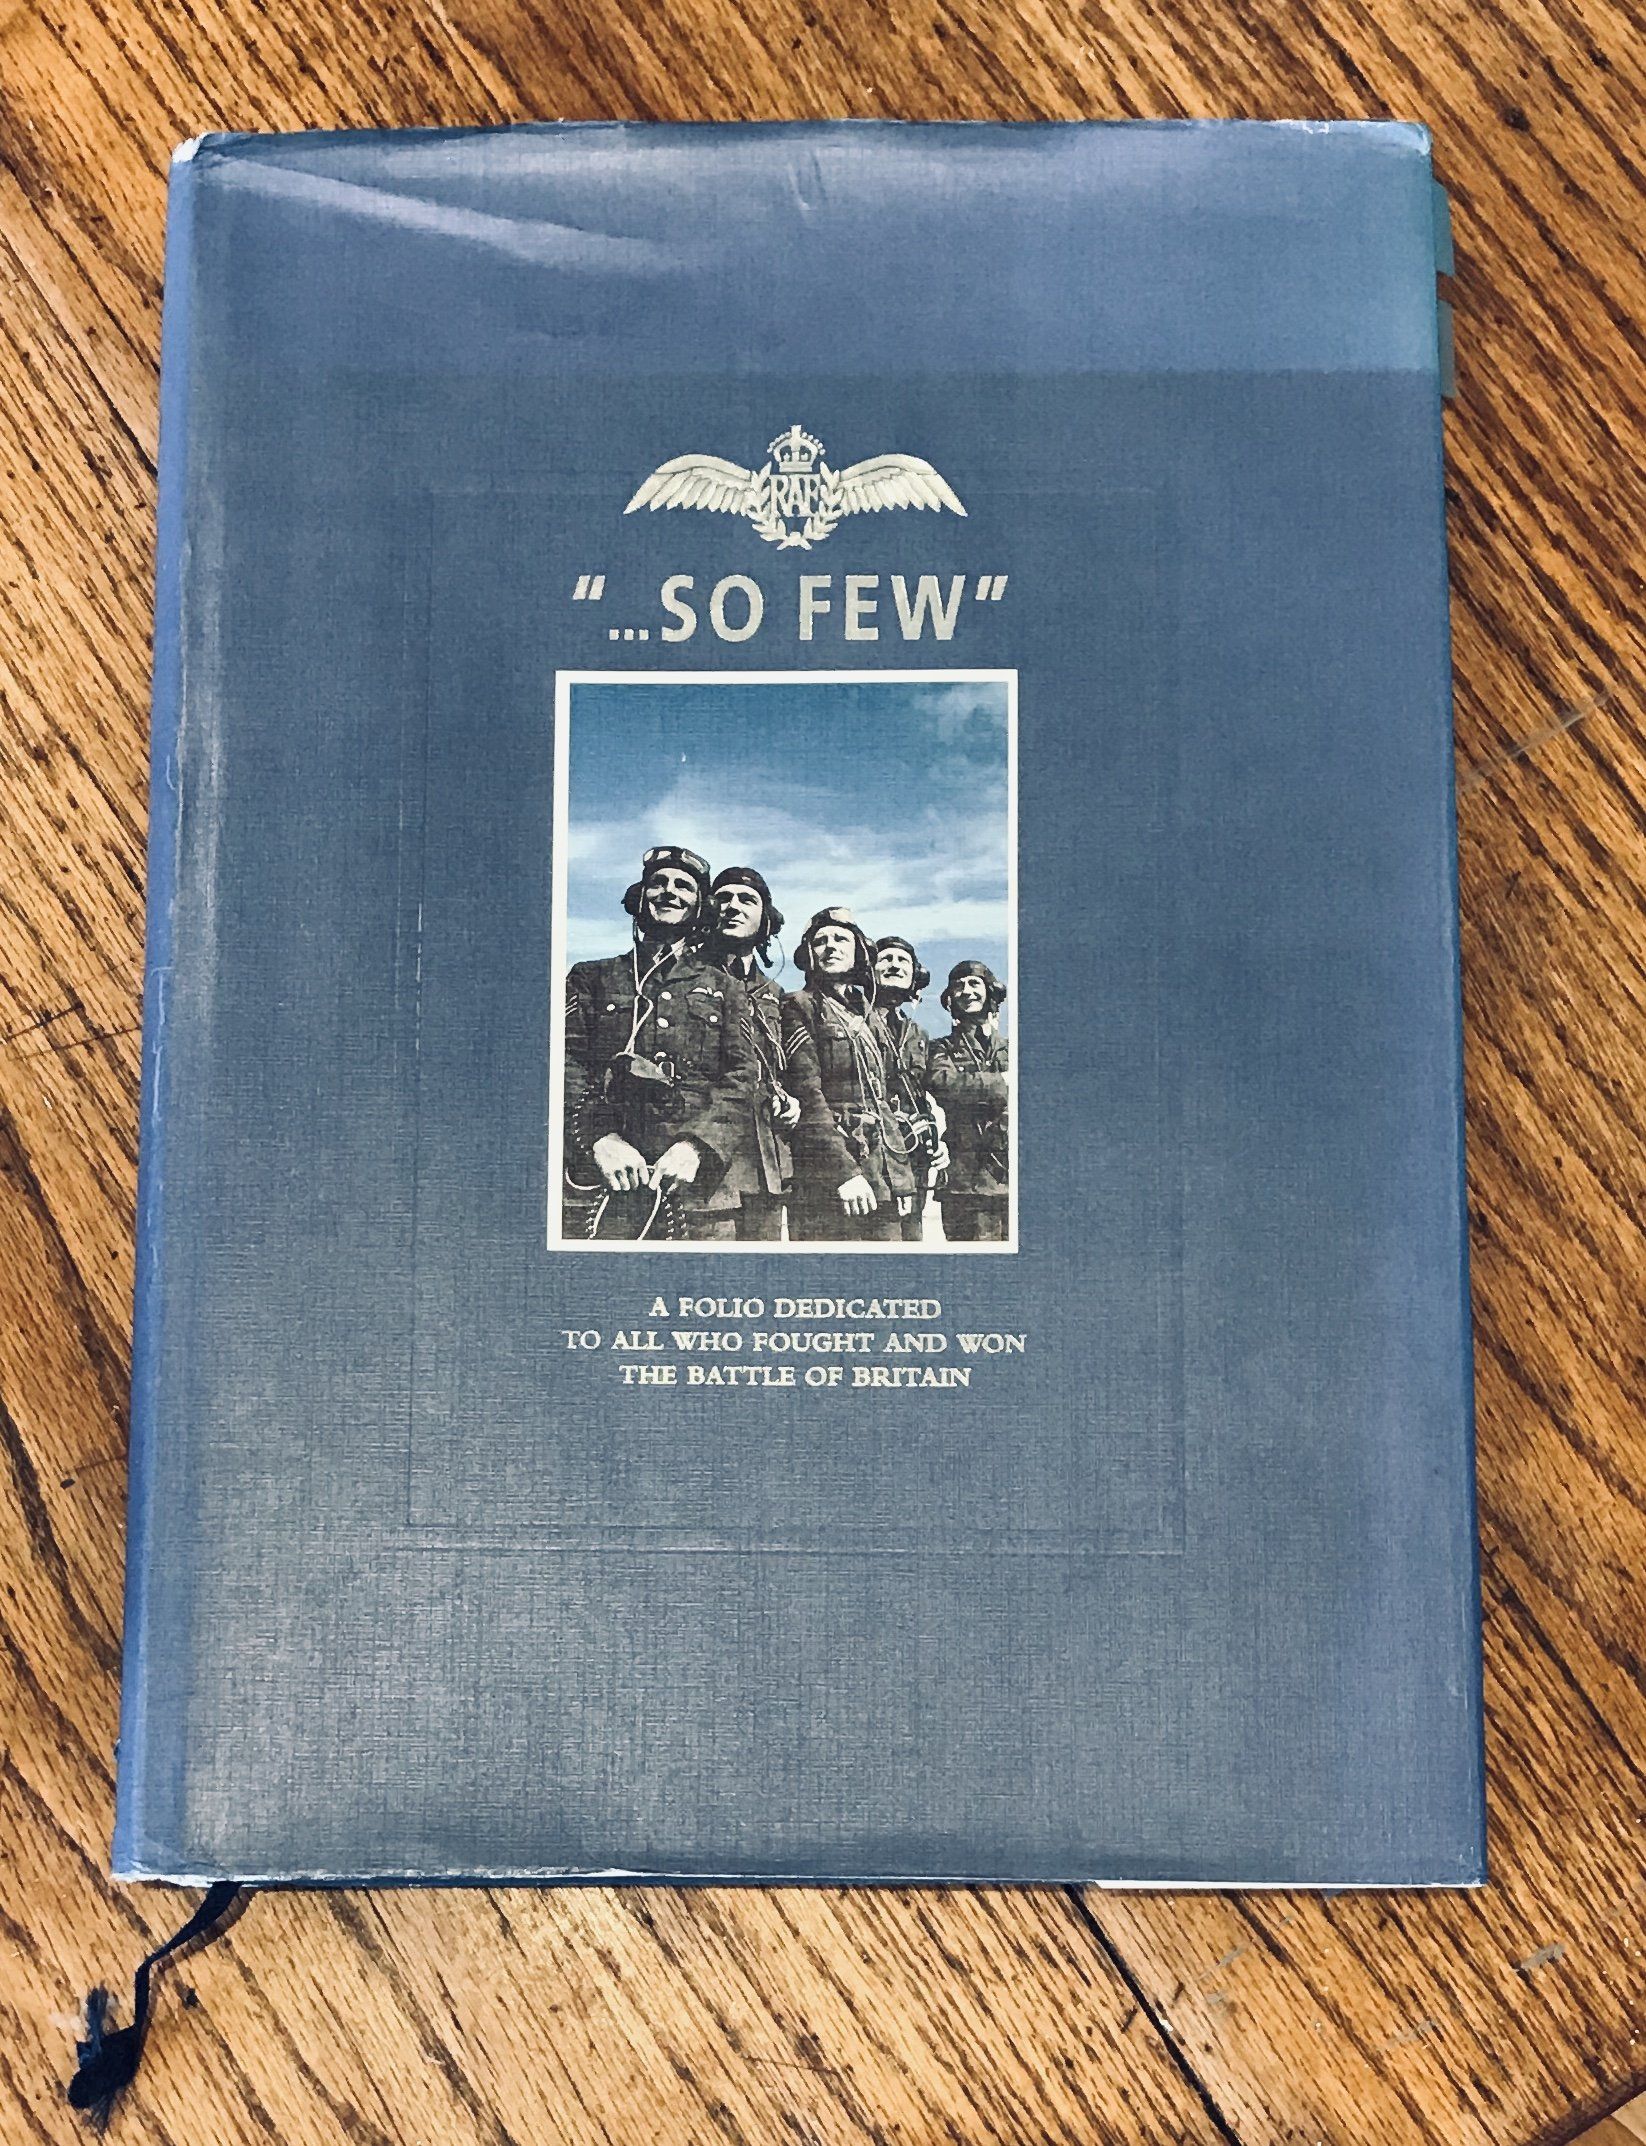 RAF
"...SO FEW"
A FOLIO DEDICATED
TO ALL WHO FOUGHT AND WON
THE BATTLE OF BRITAIN